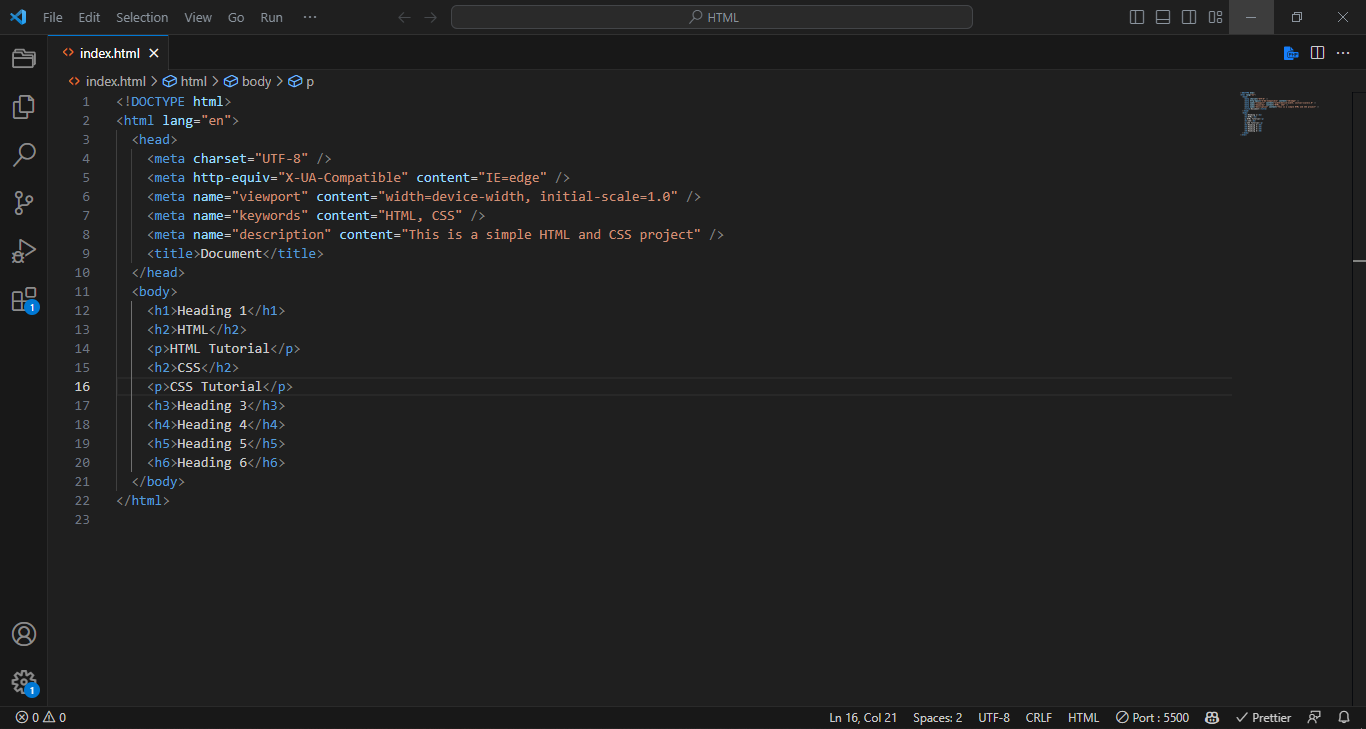 File Edit Selection View Go Run ··· HTML
index.html
index.html > html > body > p
1 <!DOCTYPE html>
2 <html lang="en">
3 <head>
4 <meta charset="UTF-8" />
5 <meta http-equiv="X-UA-Compatible" content="IE=edge" />
6 <meta name="viewport" content="width=device-width, initial-scale=1.0" />
7 <meta name="keywords" content="HTML, CSS" />
8 <meta name="description" content="This is a simple HTML and CSS project" />
9 <title>Document</title>
10 </head>
11 <body>
12 <h1>Heading 1</h1>
13 <h2>HTML</h2>
14 <p>HTML Tutorial</p>
15 <h2>CSS</h2>
16 <p>CSS Tutorial</p>
17 <h3>Heading 3</h3>
18 <h4>Heading 4</h4>
19 <h5>Heading 5</h5>
20 <h6>Heading 6</h6>
21 </body>
22 </html>
23
1
1
0 0 Ln 16, Col 21 Spaces: 2 UTF-8 CRLF HTML Port : 5500 Prettier